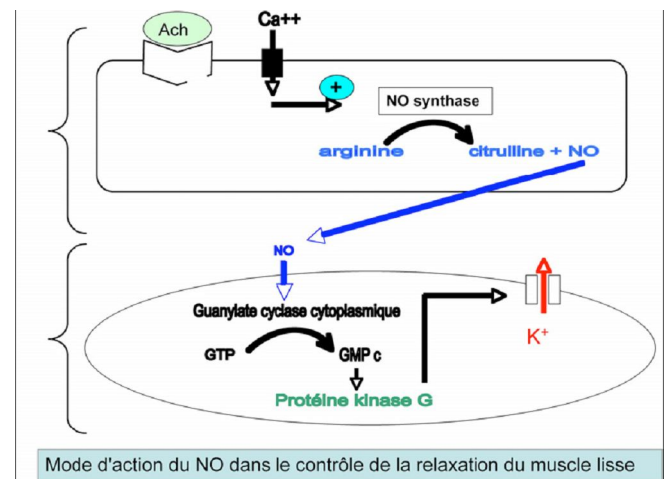 Ach
Ca++
+
NO synthase
arginine
citrulline + NO
NO
Guanylate cyclase cytoplasmique
GTP
GMP c
Protéine kinase G
K+
Mode d'action du NO dans le contrôle de la relaxation du muscle lisse